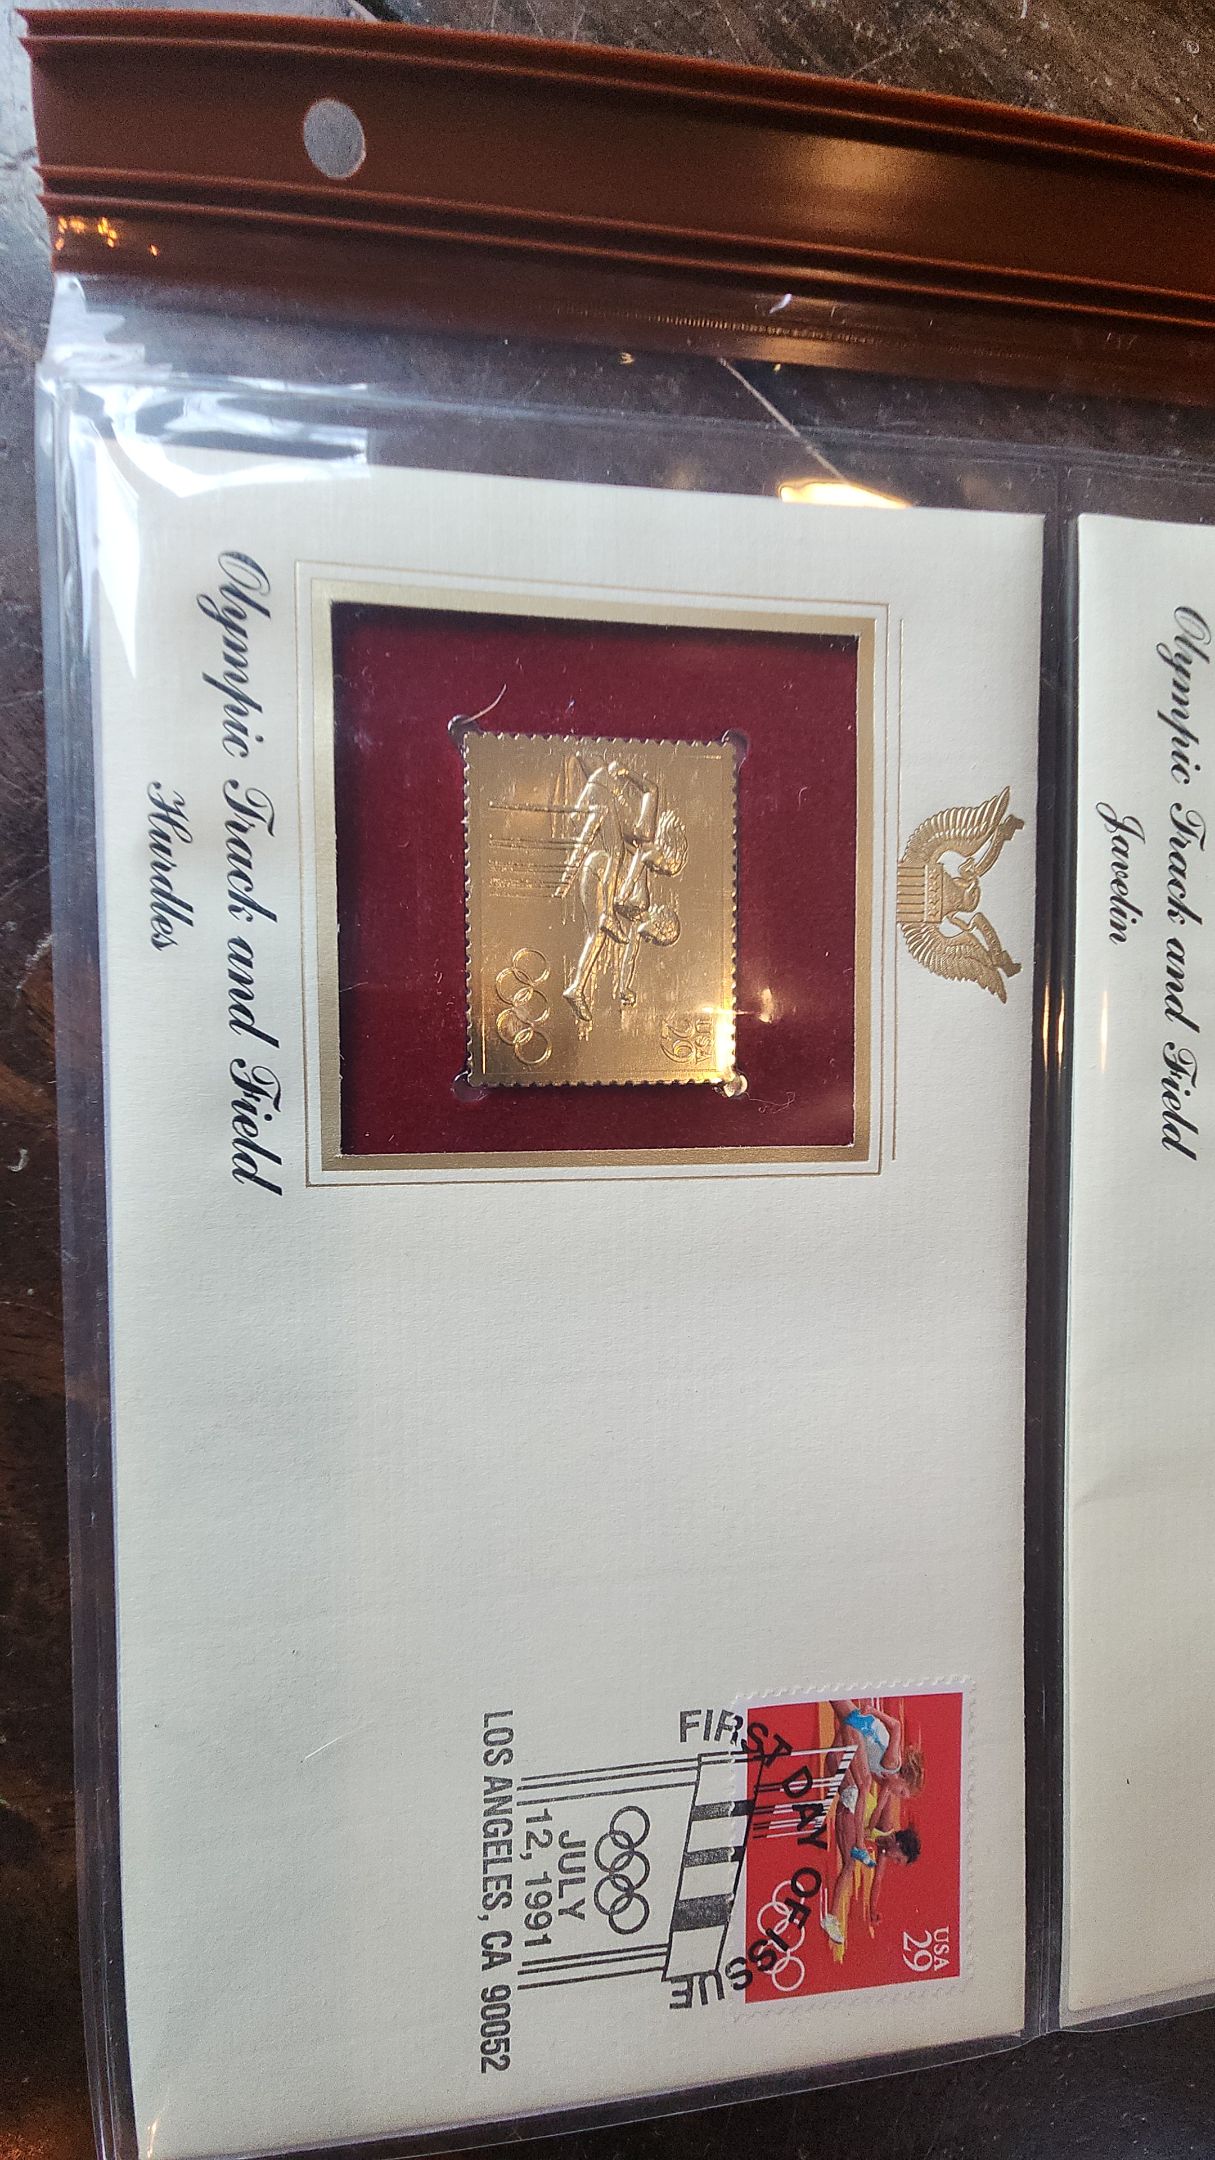 Olympic Track and Field
Javelin
USA
29
Olympic Track and Field
Hurdles
USA
29
FIRST DAY OF ISSUE
JULY
12, 1991
LOS ANGELES, CA 90052